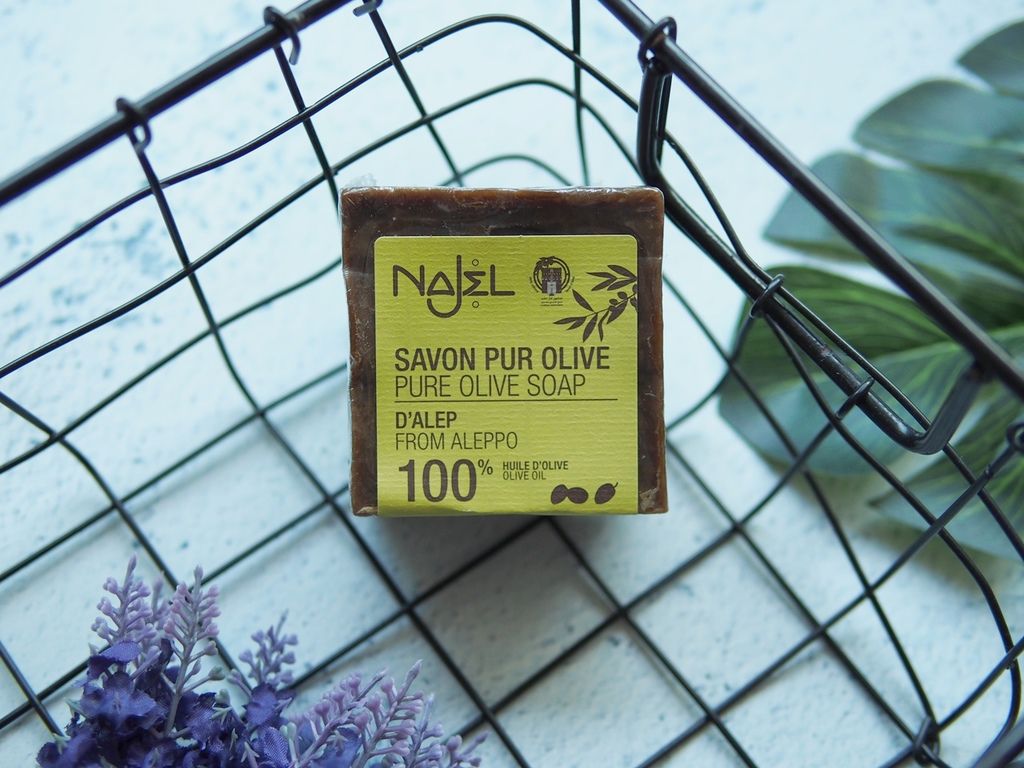 NAJEL
SAVON PUR OLIVE
PURE OLIVE SOAP
D'ALEP
FROM ALEPPO
100% HUILE D'OLIVE
OLIVE OIL